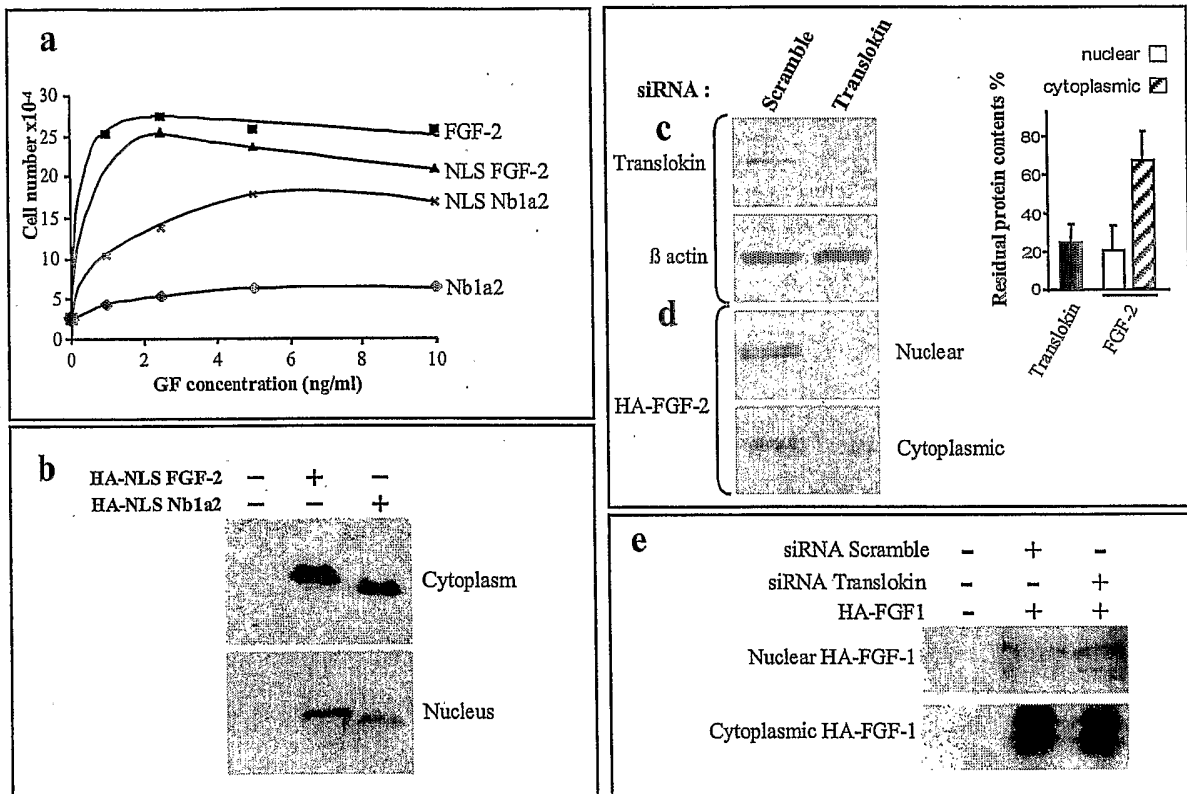 a
Cell number x10-4
30
25
20
15
10
5
0
0 2 4 6 8 10
GF concentration (ng/ml)
FGF-2
NLS FGF-2
NLS Nb1a2
Nb1a2
b
HA-NLS FGF-2 – + –
HA-NLS Nb1a2 – – +
Cytoplasm
Nucleus
siRNA :
Scramble
Translokin
c
Translokin
ß actin
d
HA-FGF-2
Nuclear
Cytoplasmic
nuclear
cytoplasmic
Residual protein contents %
80
60
40
20
0
Translokin
FGF-2
e
siRNA Scramble – + –
siRNA Translokin – – +
HA-FGF1 – + +
Nuclear HA-FGF-1
Cytoplasmic HA-FGF-1